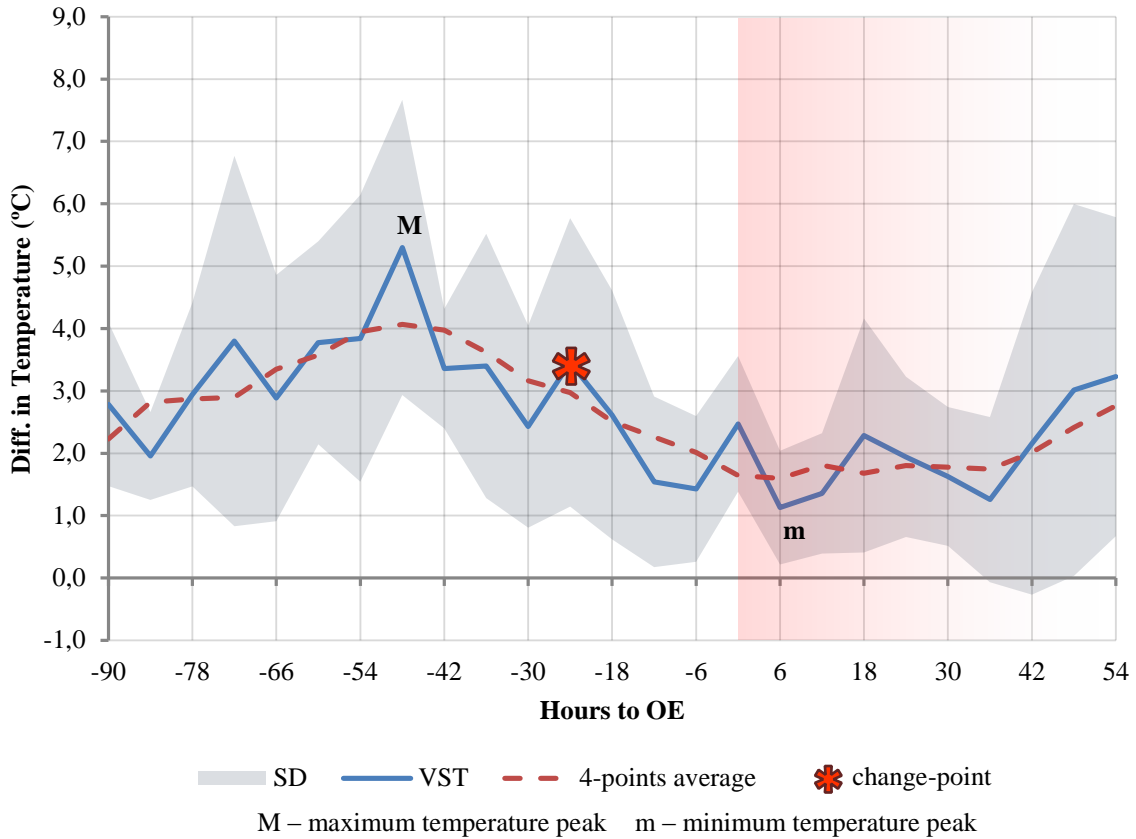 9,0
8,0
7,0
6,0
5,0
4,0
3,0
2,0
1,0
0,0
-1,0
Diff. in Temperature (ºC)
M
m
-90 -78 -66 -54 -42 -30 -18 -6 6 18 30 42 54
Hours to OE
SD VST 4-points average change-point
M – maximum temperature peak m – minimum temperature peak